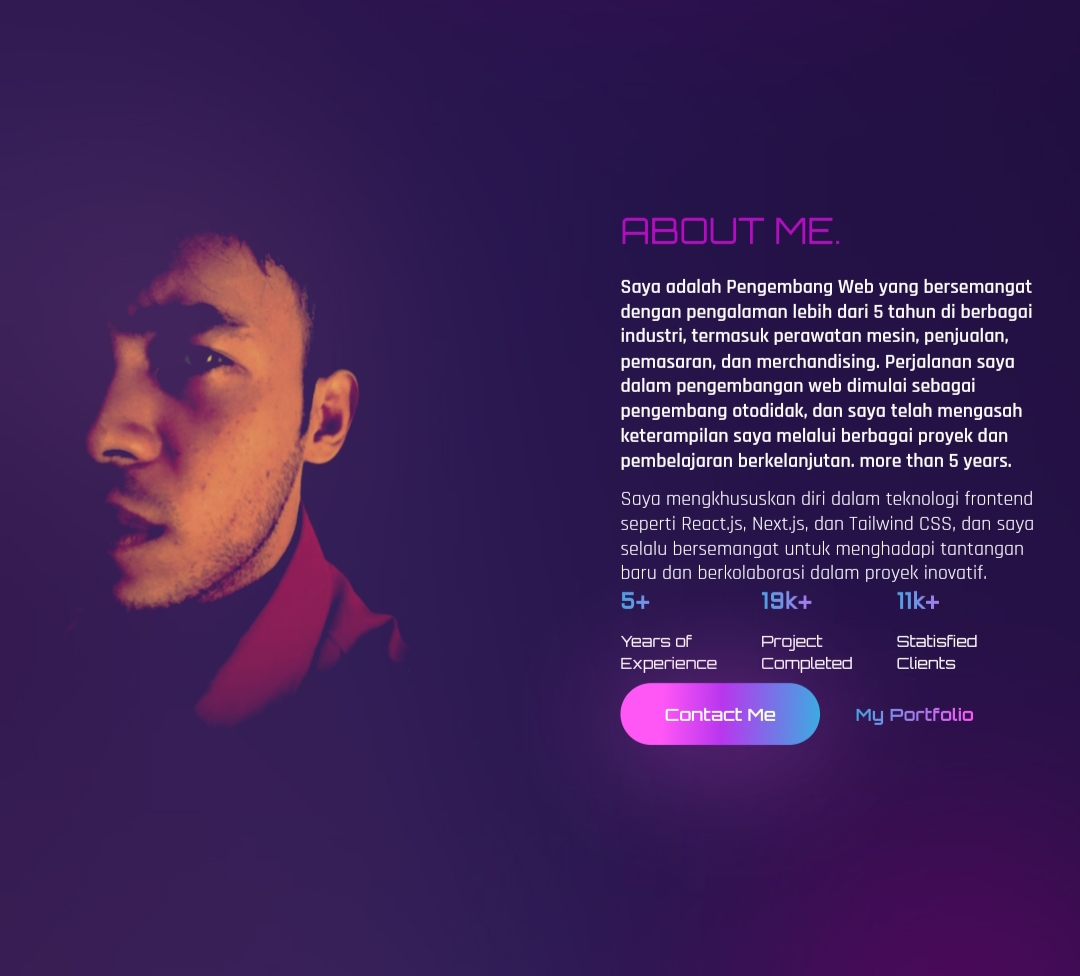 ABOUT ME.
Saya adalah Pengembang Web yang bersemangat
dengan pengalaman lebih dari 5 tahun di berbagai
industri, termasuk perawatan mesin, penjualan,
pemasaran, dan merchandising. Perjalanan saya
dalam pengembangan web dimulai sebagai
pengembang otodidak, dan saya telah mengasah
keterampilan saya melalui berbagai proyek dan
pembelajaran berkelanjutan. more than 5 years.
Saya mengkhususkan diri dalam teknologi frontend
seperti React.js, Next.js, dan Tailwind CSS, dan saya
selalu bersemangat untuk menghadapi tantangan
baru dan berkolaborasi dalam proyek inovatif.
5+ 19k+ 11k+
Years of Project Statisfied
Experience Completed Clients
Contact Me My Portfolio